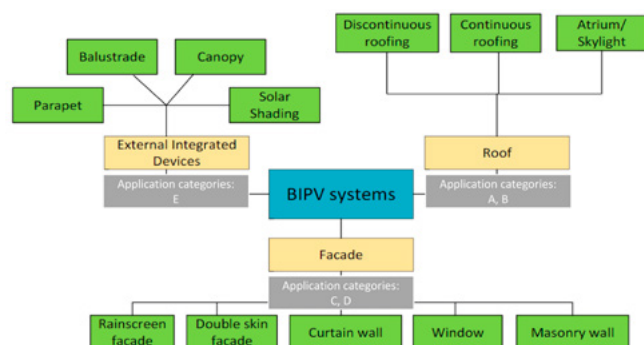 Discontinuous
roofing
Continuous
roofing
Atrium/
Skylight
Balustrade
Canopy
Parapet
Solar
Shading
External Integrated
Devices
Roof
Application categories:
E
BIPV systems
Application categories:
A, B
Facade
Application categories:
C, D
Rainscreen
facade
Double skin
facade
Curtain wall
Window
Masonry wall